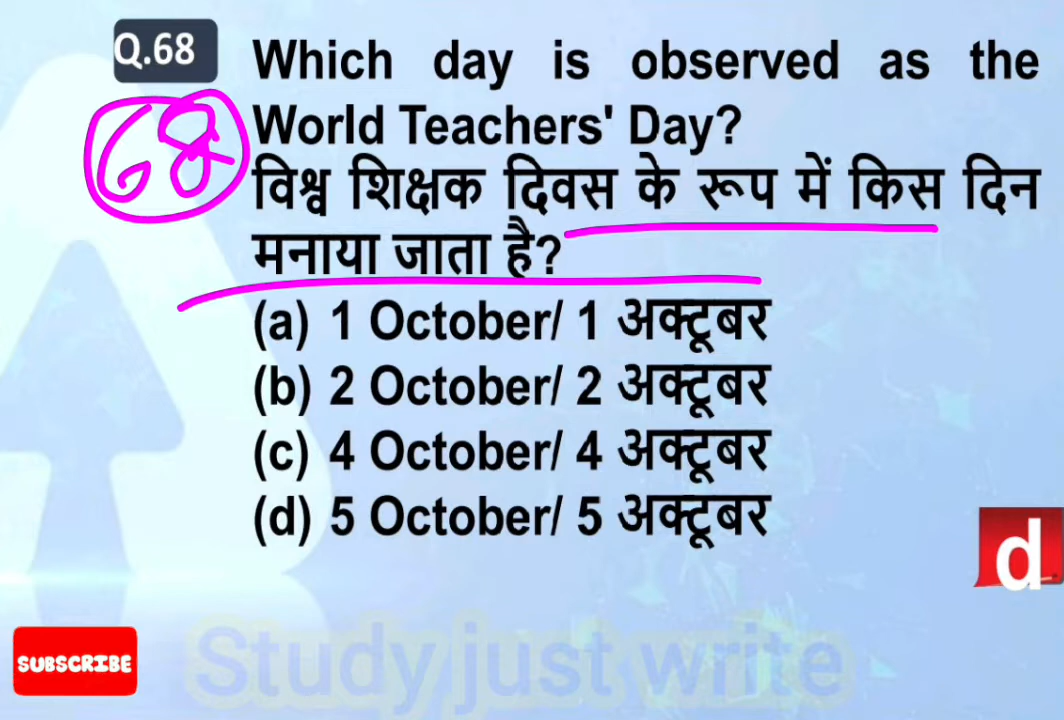 Q.68
Which day is observed as the
68
World Teachers' Day?
विश्व शिक्षक दिवस के रूप में किस दिन
मनाया जाता है?
(a) 1 October/ 1 अक्टूबर
(b) 2 October/ 2 अक्टूबर
(c) 4 October/ 4 अक्टूबर
(d) 5 October/ 5 अक्टूबर
d
SUBSCRIBE
Study just write